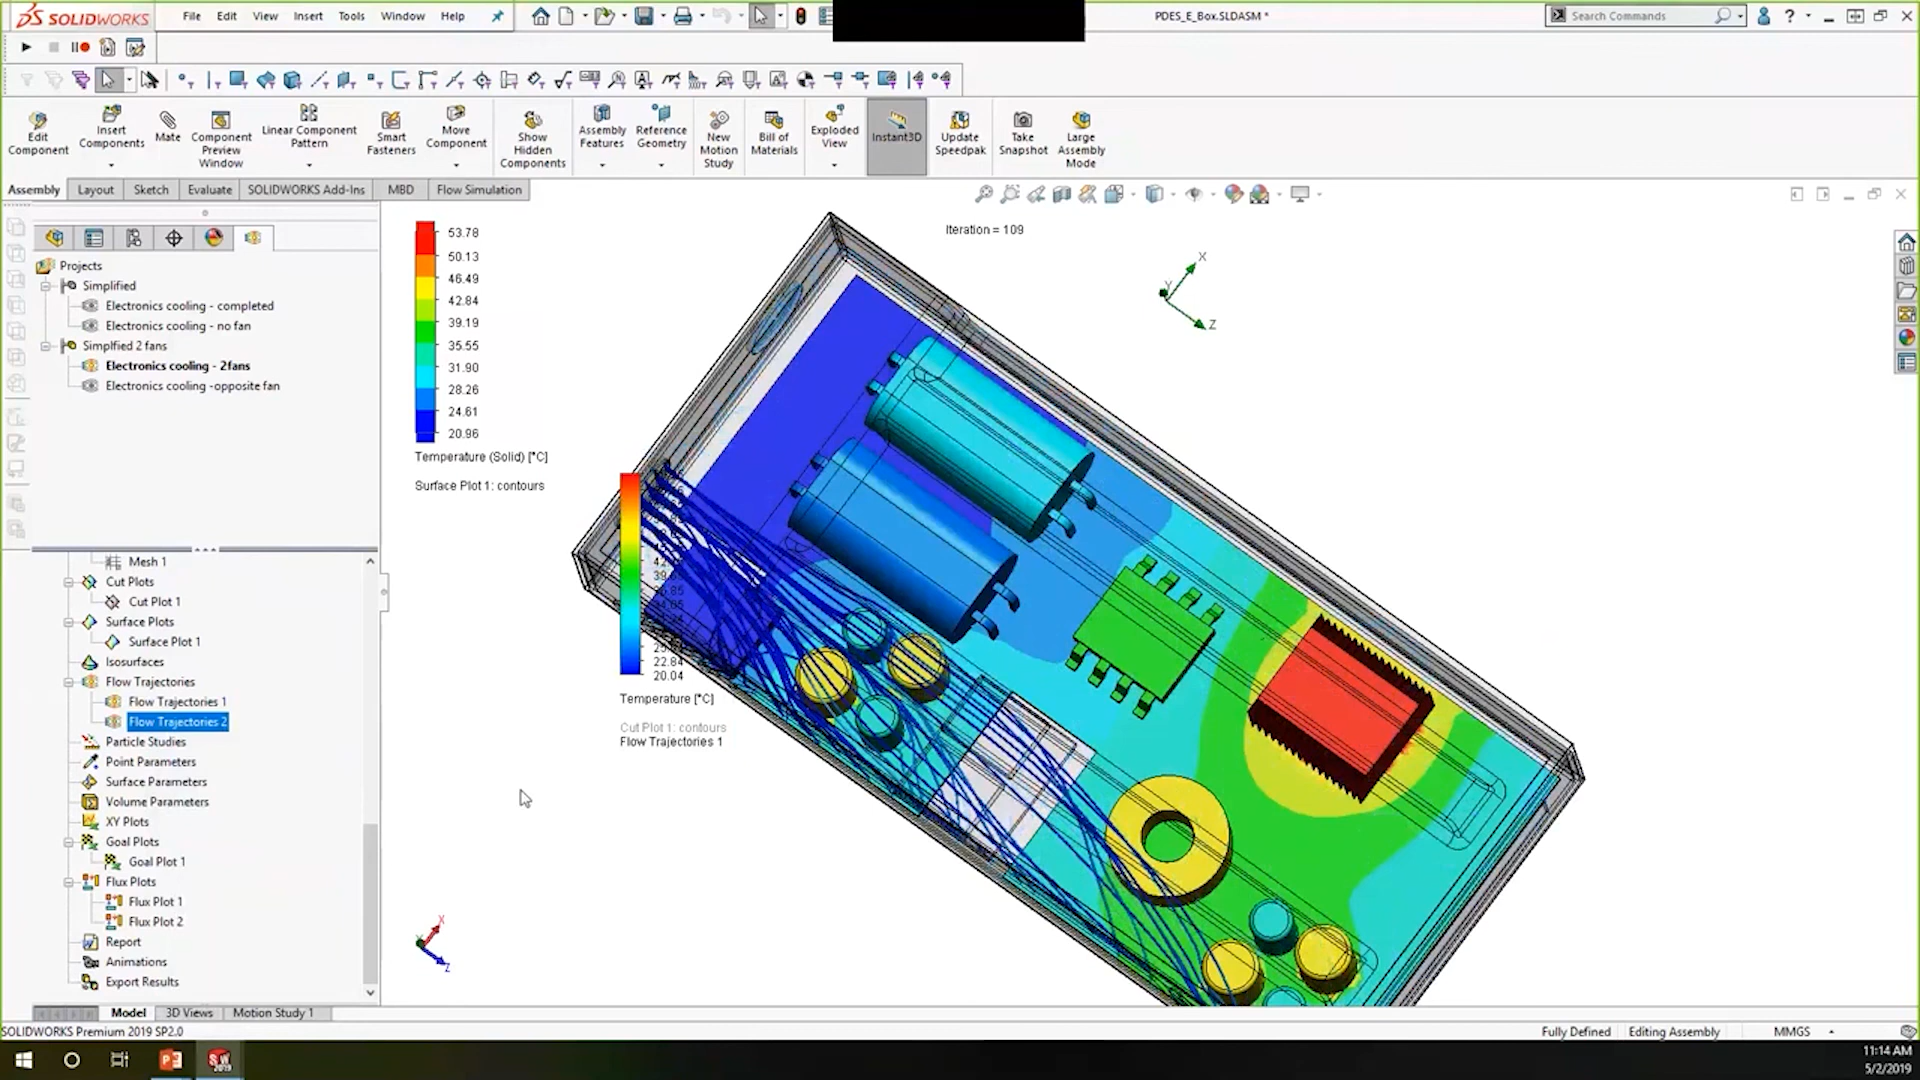 SOLIDWORKS
File Edit View Insert Tools Window Help
PDES_E_Box.SLDASM *
Search Commands
Edit Component
Insert Components
Mate
Component Preview Window
Linear Component Pattern
Smart Fasteners
Move Component
Show Hidden Components
Assembly Features
Reference Geometry
New Motion Study
Bill of Materials
Exploded View
Instant3D
Update Speedpak
Take Snapshot
Large Assembly Mode
Assembly Layout Sketch Evaluate SOLIDWORKS Add-Ins MBD Flow Simulation
Projects
Simplified
Electronics cooling - completed
Electronics cooling - no fan
Simplfied 2 fans
Electronics cooling - 2fans
Electronics cooling -opposite fan
Mesh 1
Cut Plots
Cut Plot 1
Surface Plots
Surface Plot 1
Isosurfaces
Flow Trajectories
Flow Trajectories 1
Flow Trajectories 2
Particle Studies
Point Parameters
Surface Parameters
Volume Parameters
XY Plots
Goal Plots
Goal Plot 1
Flux Plots
Flux Plot 1
Flux Plot 2
Report
Animations
Export Results
53.78
50.13
46.49
42.84
39.19
35.55
31.90
28.26
24.61
20.96
Temperature (Solid) [°C]
Surface Plot 1: contours
Iteration = 109
X
Y
Z
22.84
20.04
Temperature [°C]
Cut Plot 1: contours
Flow Trajectories 1
X
Z
Model 3D Views Motion Study 1
SOLIDWORKS Premium 2019 SP2.0
Fully Defined Editing Assembly MMGS
11:14 AM
5/2/2019